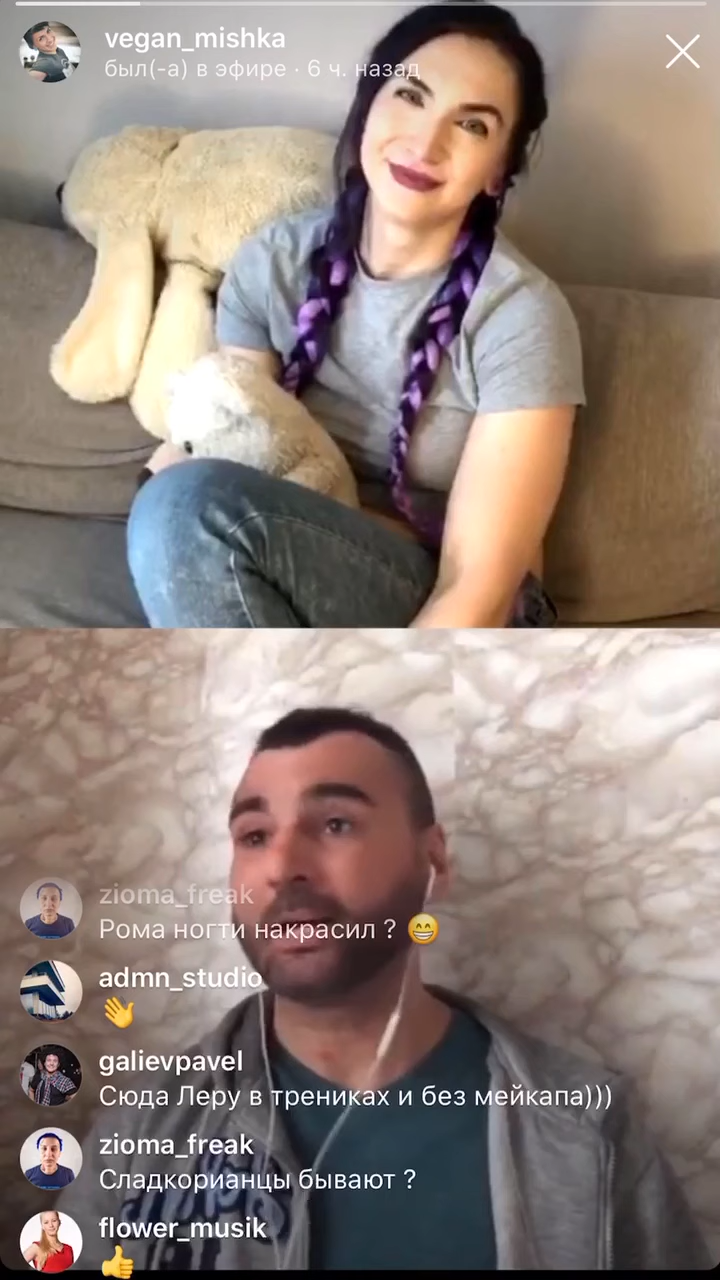 vegan_mishka
был(-а) в эфире · 6 ч. назад
zioma_freak
Рома ногти накрасил ? 😁
admn_studio
👋
galievpavel
Сюда Леру в трениках и без мейкапа)))
zioma_freak
Сладкорианцы бывают ?
flower_musik
👍